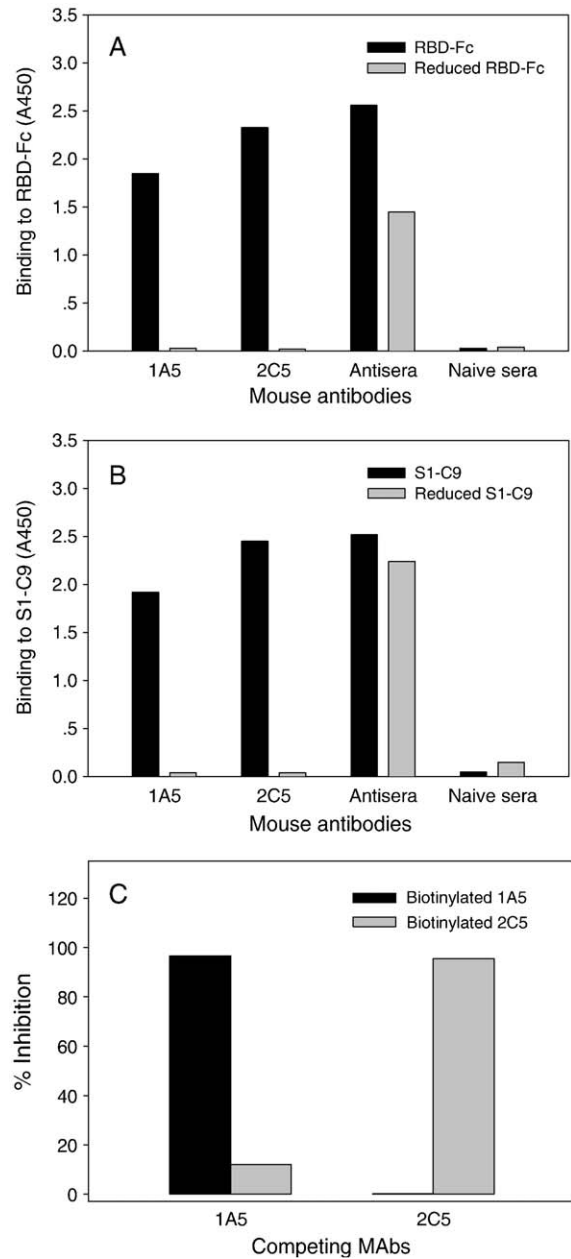 A
RBD-Fc
Reduced RBD-Fc
3.5
3.0
2.5
2.0
1.5
1.0
.5
0.0
Binding to RBD-Fc (A450)
1A5 2C5 Antisera Naive sera
Mouse antibodies
B
S1-C9
Reduced S1-C9
3.5
3.0
2.5
2.0
1.5
1.0
.5
0.0
Binding to S1-C9 (A450)
1A5 2C5 Antisera Naive sera
Mouse antibodies
C
Biotinylated 1A5
Biotinylated 2C5
120
100
80
60
40
20
0
% Inhibition
1A5 2C5
Competing MAbs